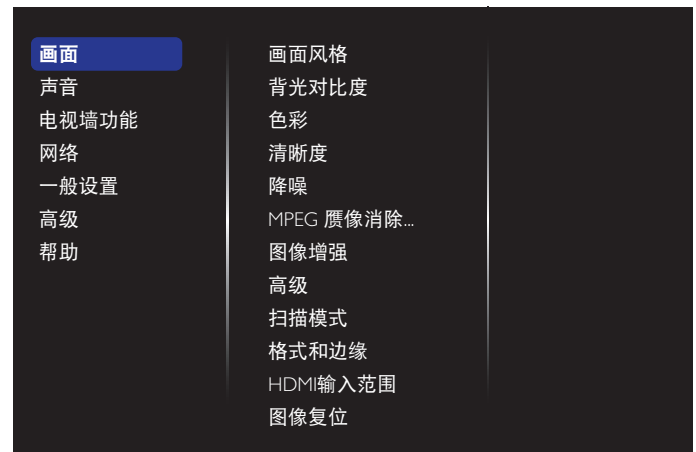 画面
声音
电视墙功能
网络
一般设置
高级
帮助
画面风格
背光对比度
色彩
清晰度
降噪
MPEG 赝像消除...
图像增强
高级
扫描模式
格式和边缘
HDMI输入范围
图像复位